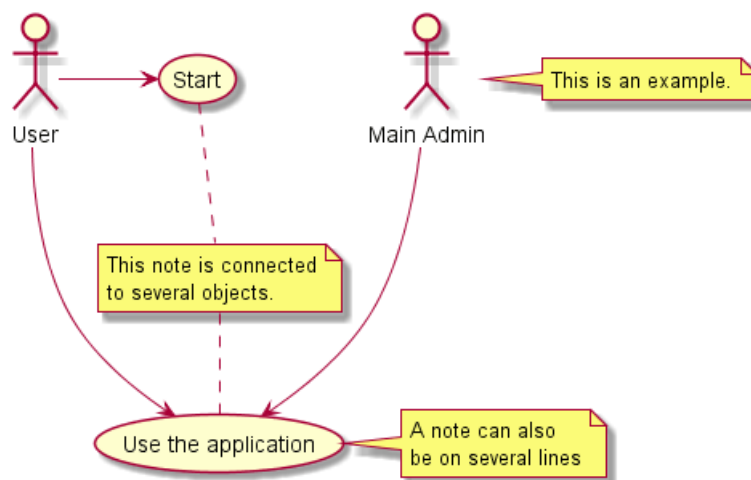 Start
This is an example.
User
Main Admin
This note is connected
to several objects.
Use the application
A note can also
be on several lines